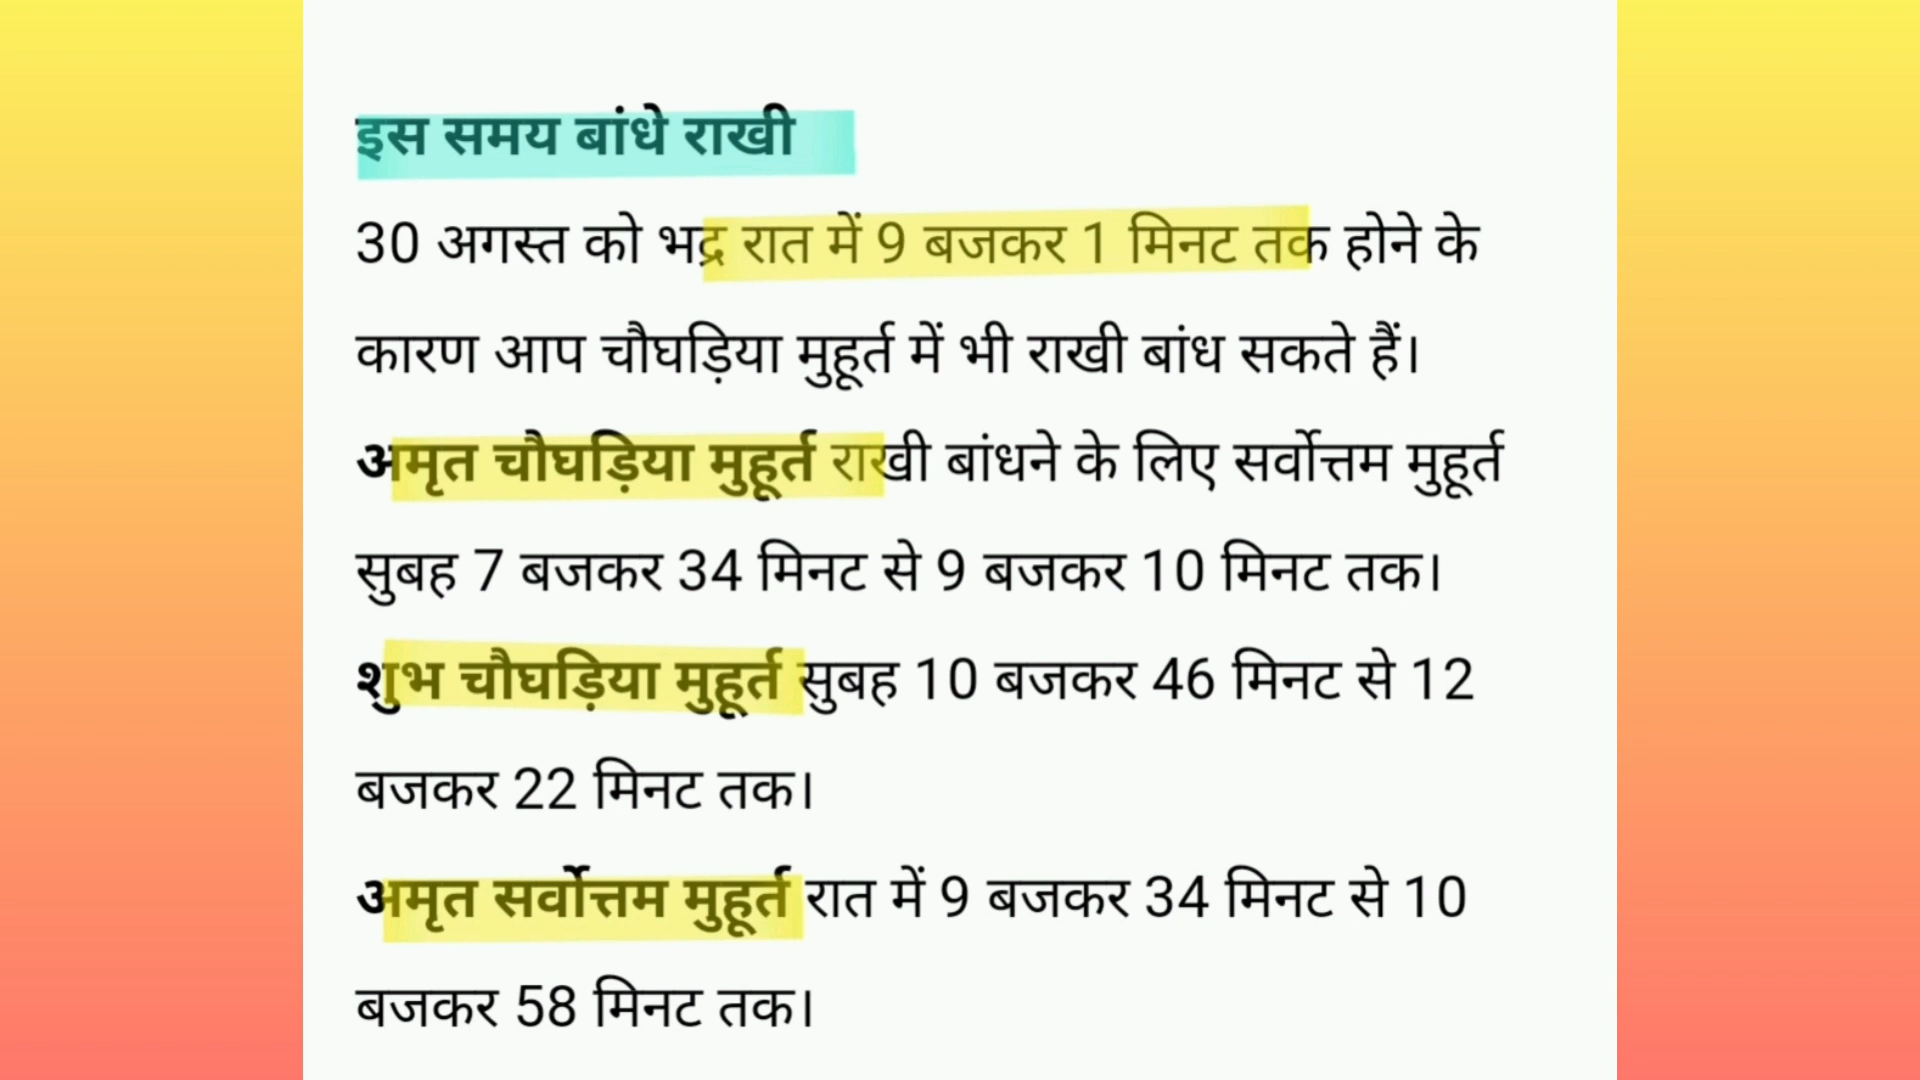 इस समय बांधे राखी
30 अगस्त को भद्र रात में 9 बजकर 1 मिनट तक होने के
कारण आप चौघड़िया मुहूर्त में भी राखी बांध सकते हैं।
अमृत चौघड़िया मुहूर्त राखी बांधने के लिए सर्वोत्तम मुहूर्त
सुबह 7 बजकर 34 मिनट से 9 बजकर 10 मिनट तक।
शुभ चौघड़िया मुहूर्त सुबह 10 बजकर 46 मिनट से 12
बजकर 22 मिनट तक।
अमृत सर्वोत्तम मुहूर्त रात में 9 बजकर 34 मिनट से 10
बजकर 58 मिनट तक।